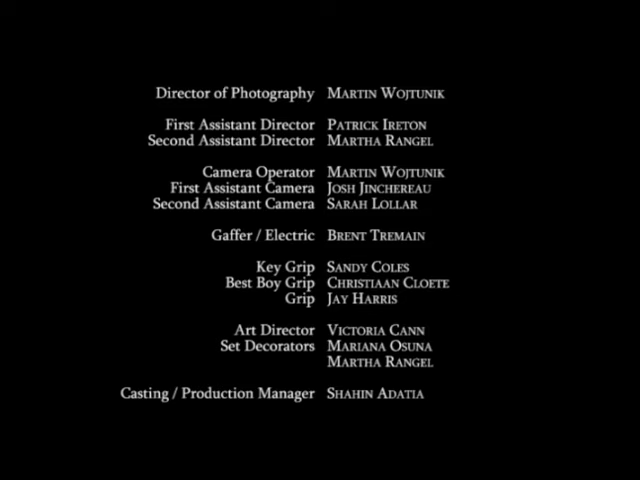 Director of Photography MARTIN WOJTUNIK
First Assistant Director PATRICK IRETON
Second Assistant Director MARTHA RANGEL
Camera Operator MARTIN WOJTUNIK
First Assistant Camera JOSH JINCHEREAU
Second Assistant Camera SARAH LOLLAR
Gaffer / Electric BRENT TREMAIN
Key Grip SANDY COLES
Best Boy Grip CHRISTIAAN CLOETE
Grip JAY HARRIS
Art Director VICTORIA CANN
Set Decorators MARIANA OSUNA
MARTHA RANGEL
Casting / Production Manager SHAHIN ADATIA